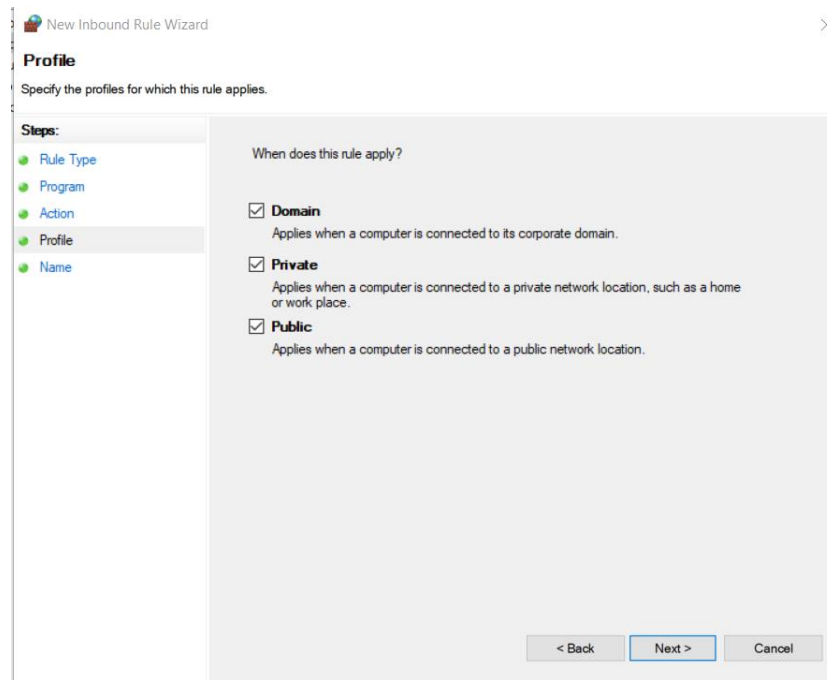 New Inbound Rule Wizard
Profile
Specify the profiles for which this rule applies.
Steps:
Rule Type
Program
Action
Profile
Name
When does this rule apply?
Domain
Applies when a computer is connected to its corporate domain.
Private
Applies when a computer is connected to a private network location, such as a home
or work place.
Public
Applies when a computer is connected to a public network location.
< Back
Next >
Cancel